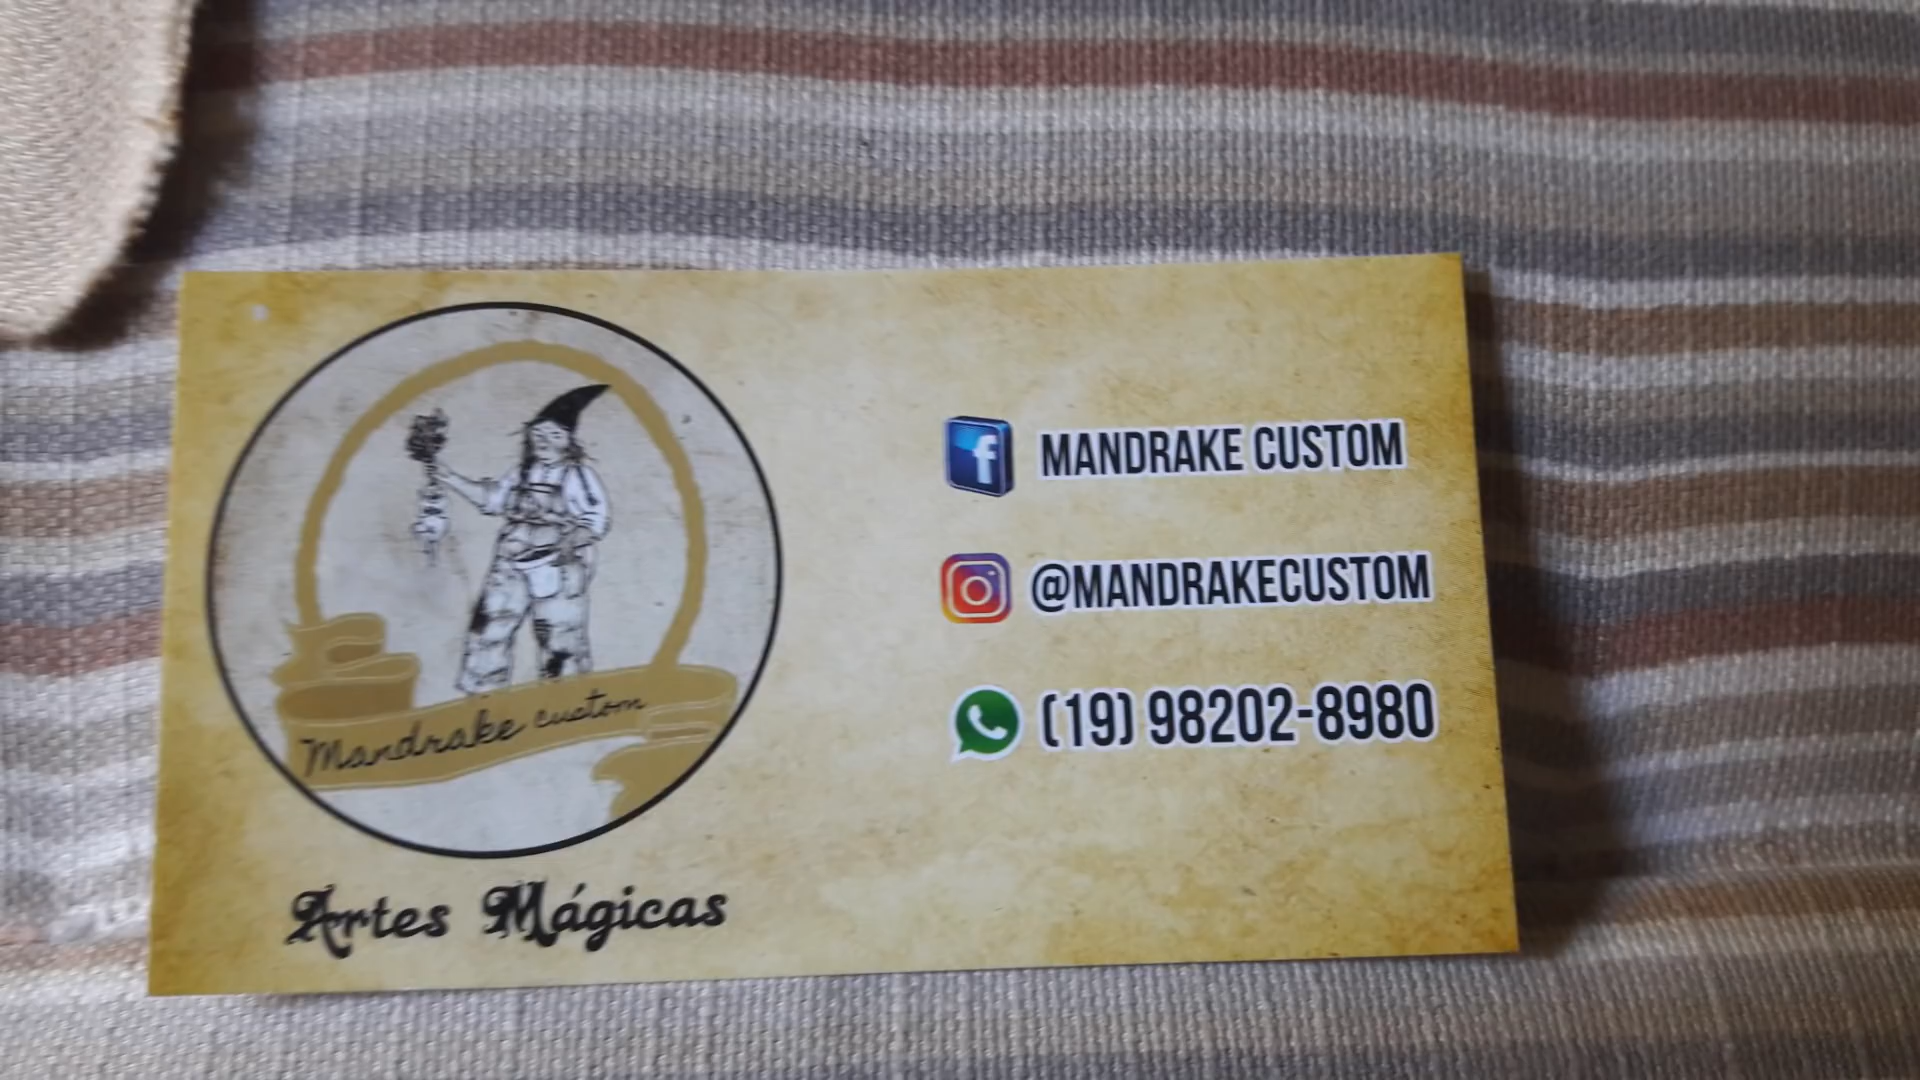 Mandrake custom
Artes Mágicas
MANDRAKE CUSTOM
@MANDRAKECUSTOM
(19) 98202-8980